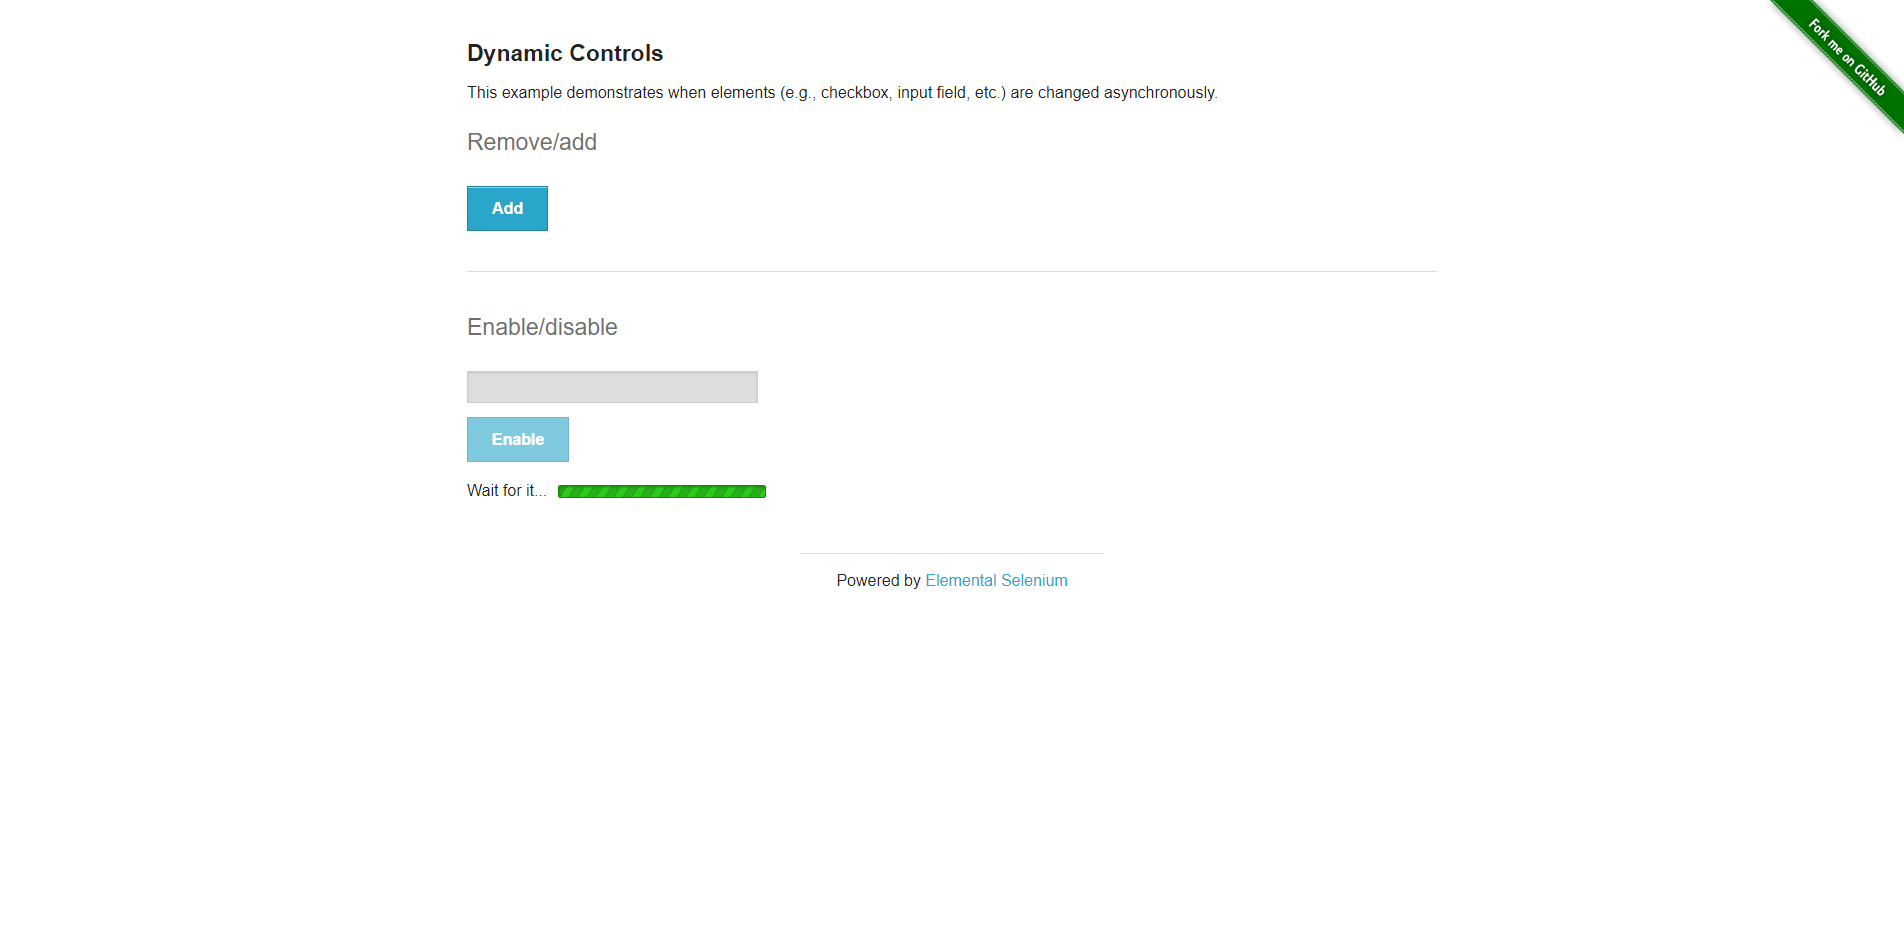 Fork me on GitHub
Dynamic Controls
This example demonstrates when elements (e.g., checkbox, input field, etc.) are changed asynchronously.
Remove/add
Add
Enable/disable
Enable
Wait for it...
Powered by Elemental Selenium